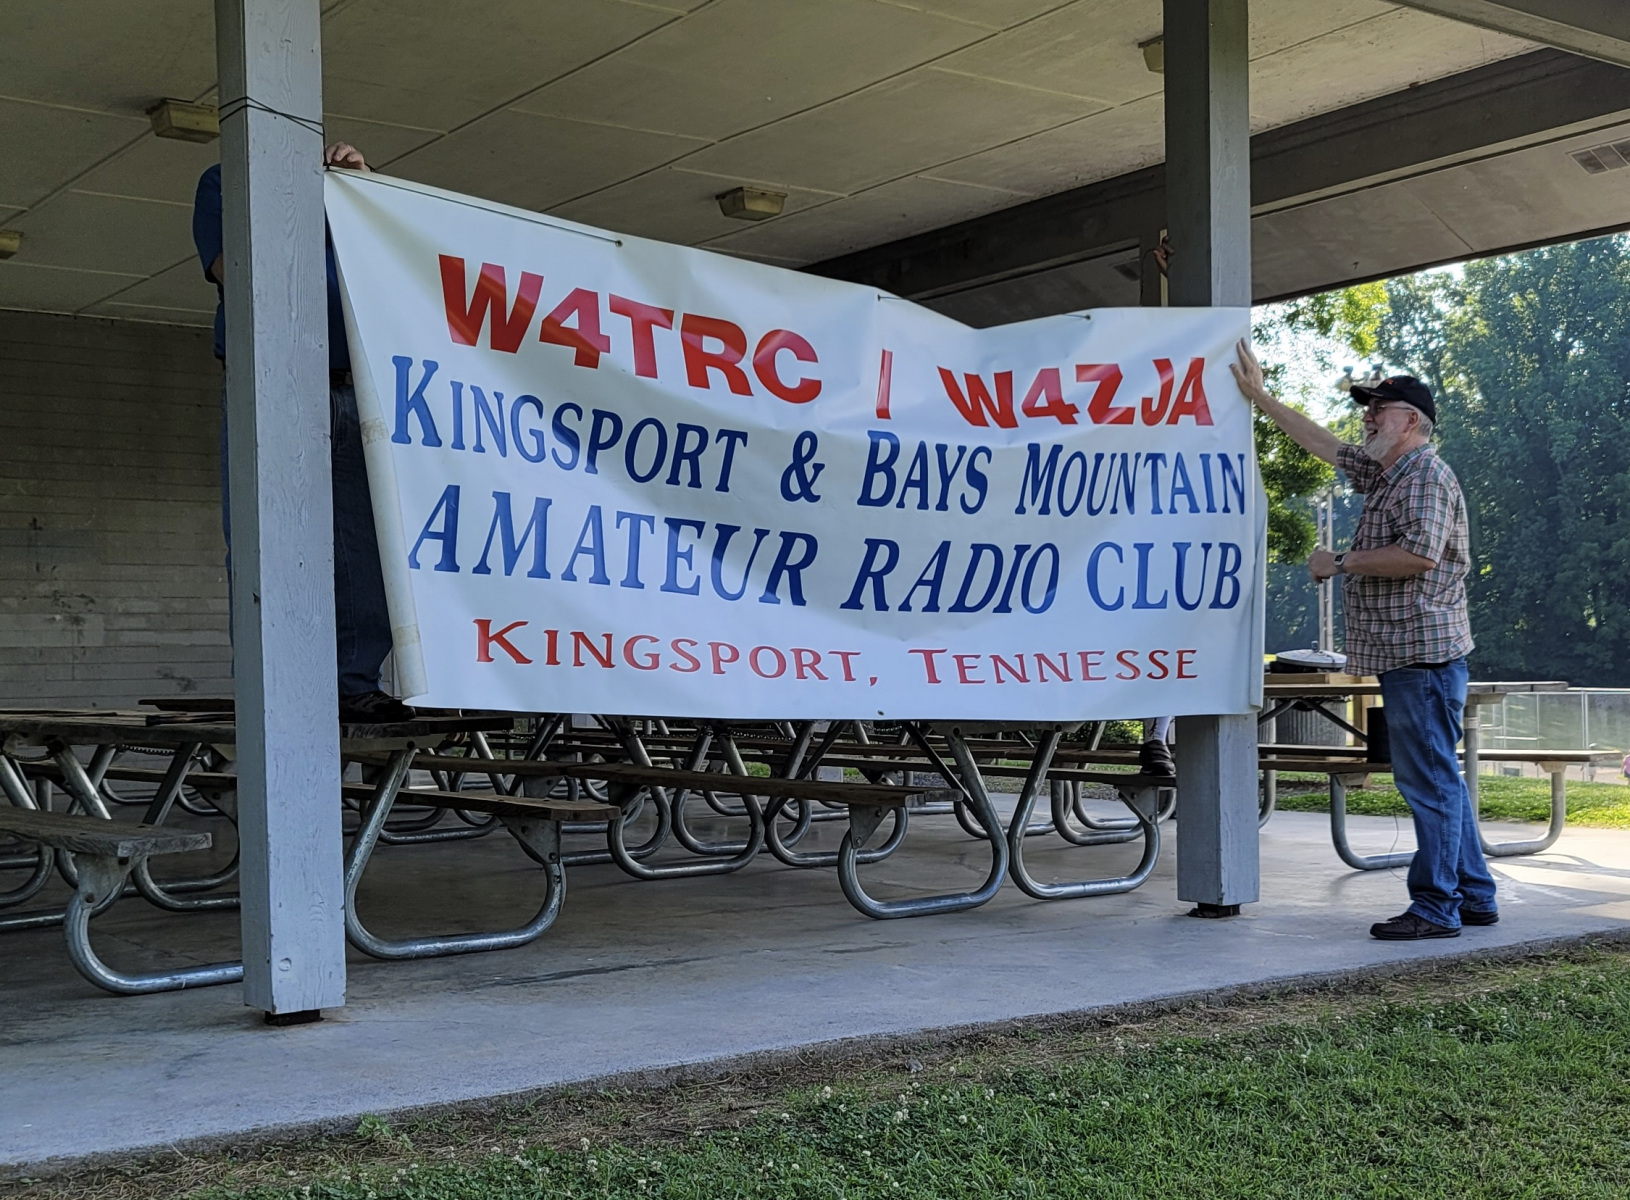 W4TRC | W4ZJA
KINGSPORT & BAYS MOUNTAIN
AMATEUR RADIO CLUB
KINGSPORT, TENNESSE